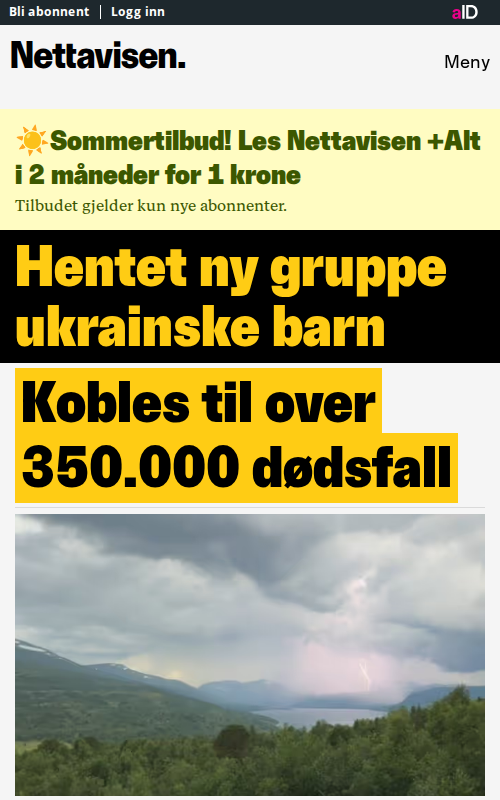 Bli abonnent | Logg inn
aID
Nettavisen.
Meny
☀️Sommertilbud! Les Nettavisen +Alt
i 2 måneder for 1 krone
Tilbudet gjelder kun nye abonnenter.
Hentet ny gruppe
ukrainske barn
Kobles til over
350.000 dødsfall